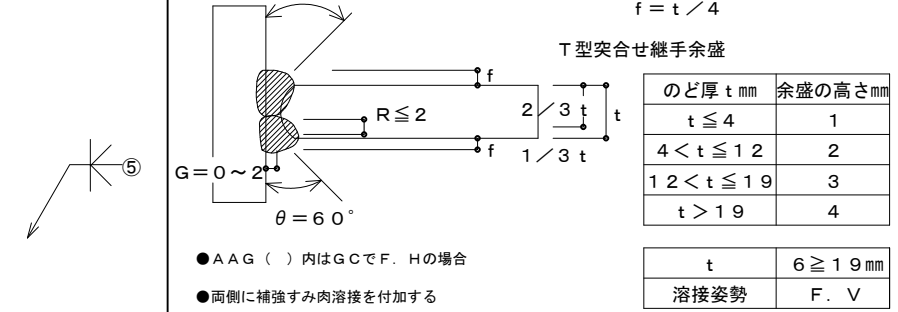 f＝t／4
T型突合せ継手余盛
f
R≦2
2／3 t
t
f
1／3 t
G＝0～2
θ＝60°
⑤
のど厚 t ㎜ 余盛の高さ㎜
t≦4 1
4＜t≦12 2
12＜t≦19 3
t＞19 4
●AAG（　）内はGCでF．Hの場合
●両側に補強すみ肉溶接を付加する
t 6≧19㎜
溶接姿勢 F．V